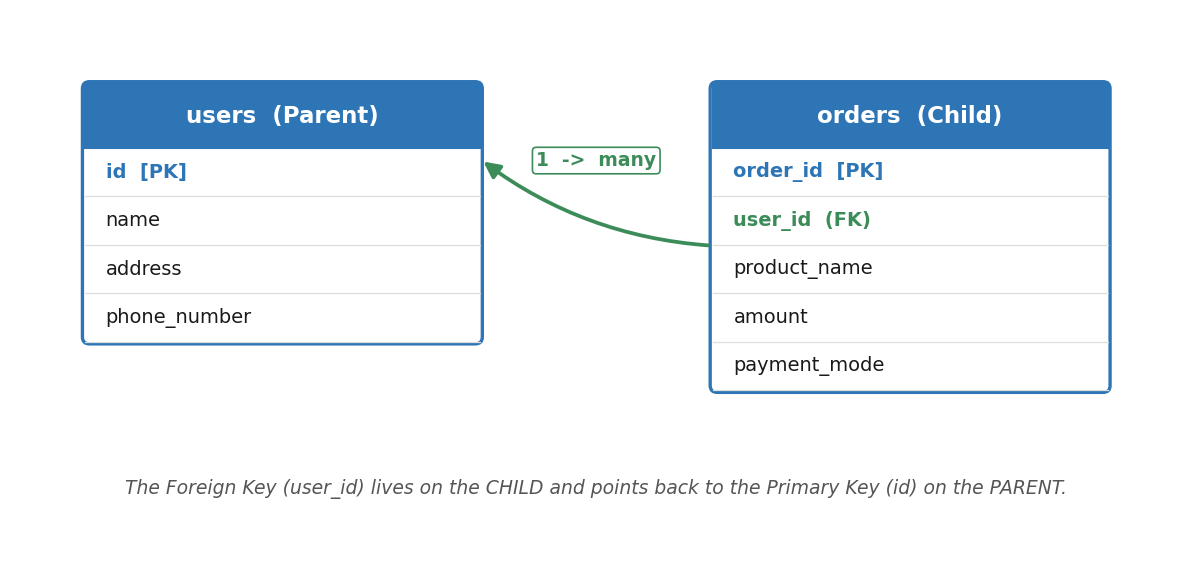 users  (Parent)
id  [PK]
name
address
phone_number
1  ->  many
orders  (Child)
order_id  [PK]
user_id  (FK)
product_name
amount
payment_mode
The Foreign Key (user_id) lives on the CHILD and points back to the Primary Key (id) on the PARENT.